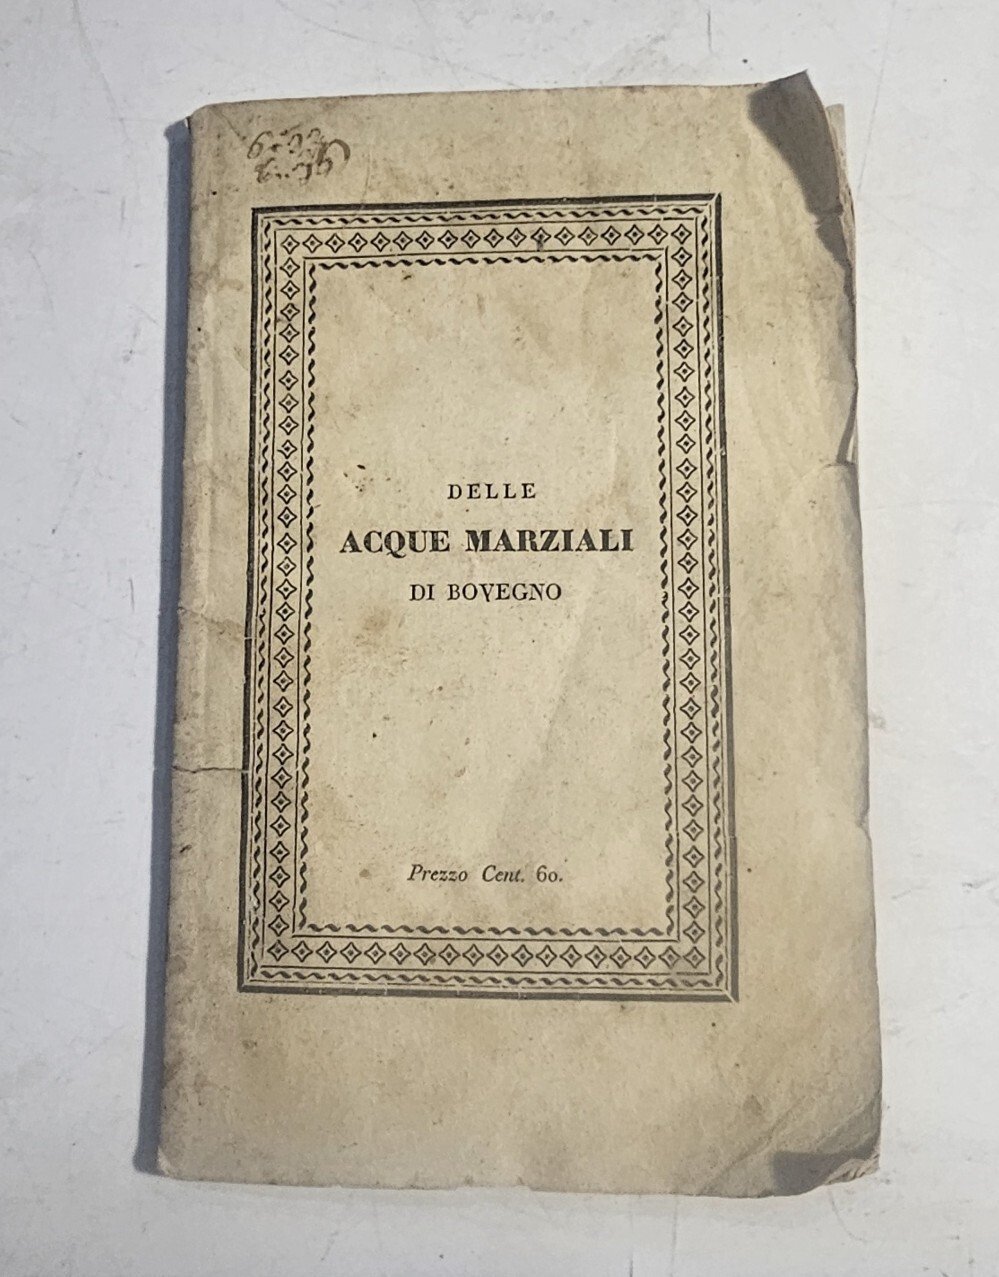 DELLE
ACQUE MARZIALI
DI BOVEGNO
Prezzo Cent. 60.